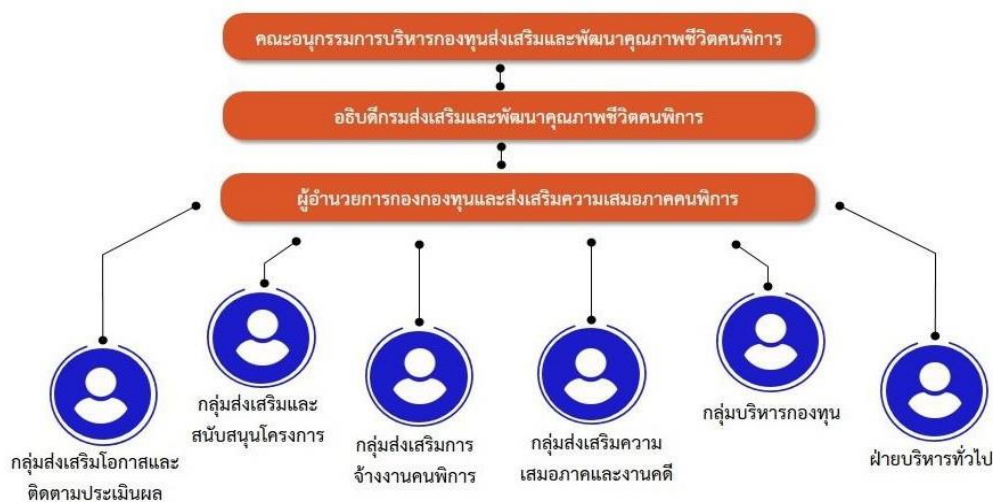 คณะอนุกรรมการบริหารกองทุนส่งเสริมและพัฒนาคุณภาพชีวิตคนพิการ
อธิบดีกรมส่งเสริมและพัฒนาคุณภาพชีวิตคนพิการ
ผู้อำนวยการกองกองทุนและส่งเสริมความเสมอภาคคนพิการ
กลุ่มส่งเสริมโอกาสและ
ติดตามประเมินผล
กลุ่มส่งเสริมและ
สนับสนุนโครงการ
กลุ่มส่งเสริมการ
จ้างงานคนพิการ
กลุ่มส่งเสริมความ
เสมอภาคและงานคดี
กลุ่มบริหารกองทุน
ฝ่ายบริหารทั่วไป